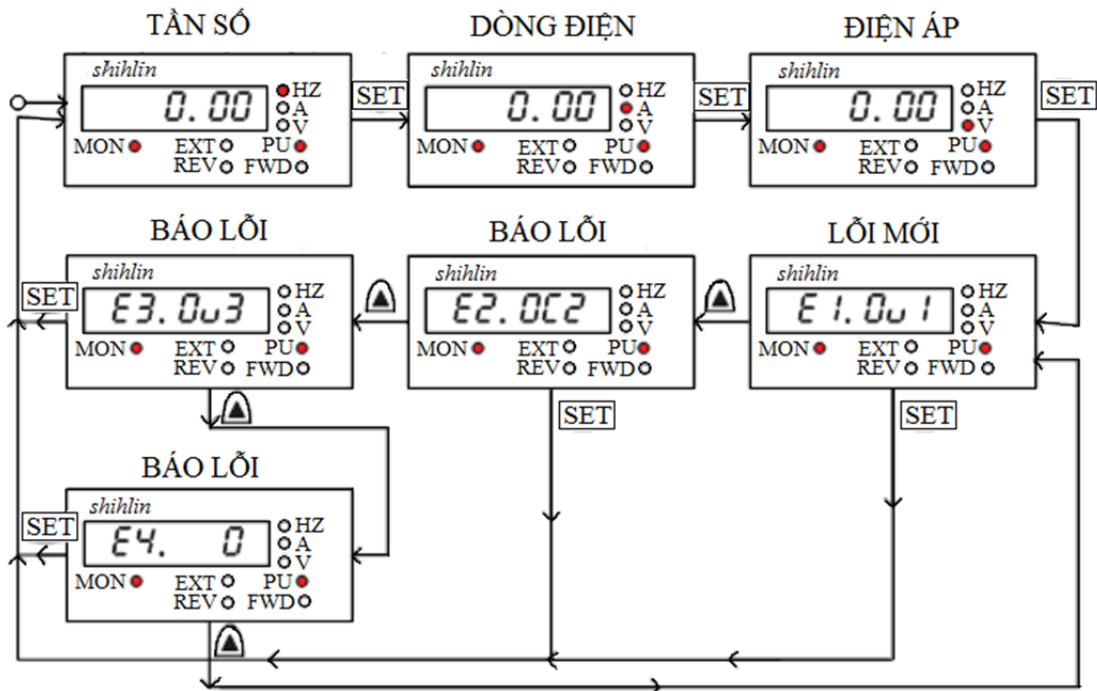 TẦN SỐ DÒNG ĐIỆN ĐIỆN ÁP
shihlin shihlin shihlin
0.00 HZ A V SET 0.00 HZ A V SET 0.00 HZ A V SET
MON EXT PU MON EXT PU MON EXT PU
REV FWD REV FWD REV FWD
BÁO LỖI BÁO LỖI LỖI MỚI
shihlin shihlin shihlin
SET E3.0u3 HZ A V E2.0C2 HZ A V E1.0u1 HZ A V
MON EXT PU MON EXT PU MON EXT PU
REV FWD REV FWD REV FWD
SET SET
BÁO LỖI
shihlin
SET E4. 0 HZ A V
MON EXT PU
REV FWD